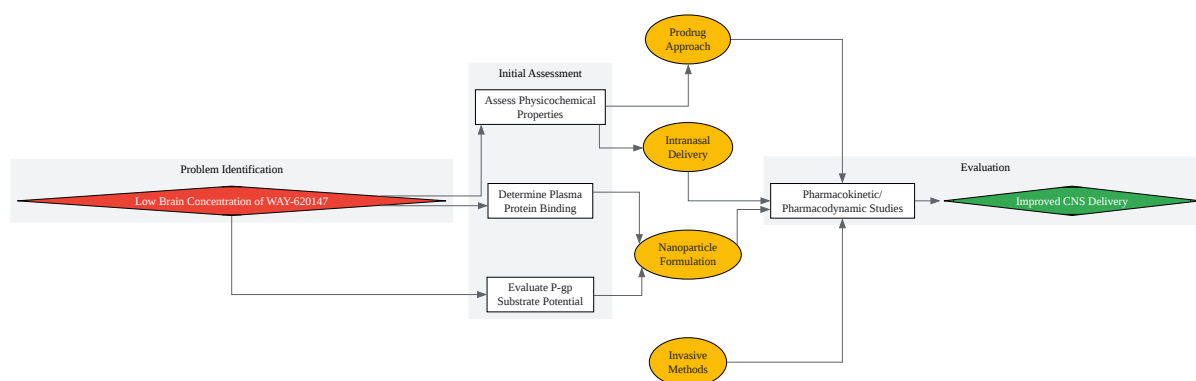 Prodrug
Approach
Initial Assessment
Assess Physicochemical
Properties
Intranasal
Delivery
Problem Identification
Evaluation
Low Brain Concentration of WAY-620147
Determine Plasma
Protein Binding
Pharmacokinetic/
Pharmacodynamic Studies
Improved CNS Delivery
Nanoparticle
Formulation
Evaluate P-gp
Substrate Potential
Invasive
Methods